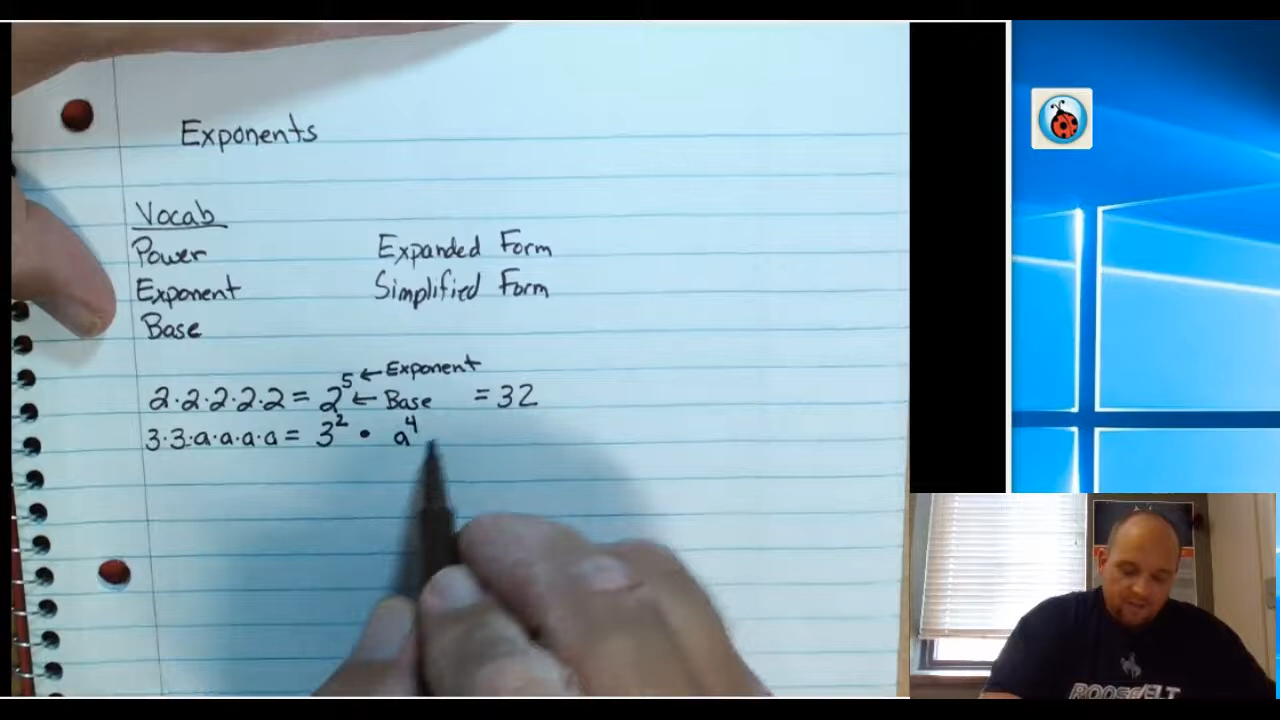 Exponents
Vocab
Power Expanded Form
Exponent Simplified Form
Base
2·2·2·2·2 = 2⁵ ← Exponent ← Base = 32
3·3·a·a·a·a = 3² · a⁴
ROOSEVELT